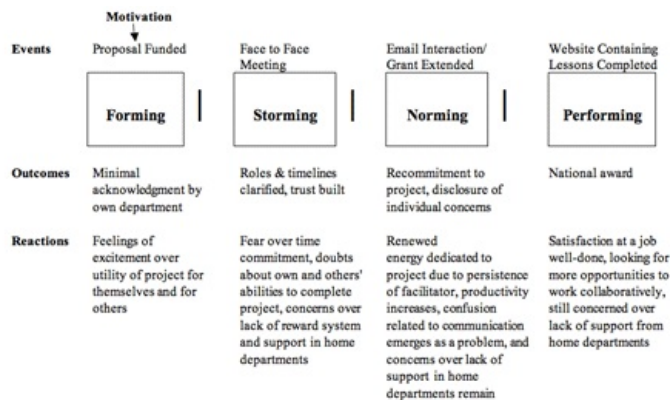 Motivation
Events
Proposal Funded
Face to Face
Meeting
Email Interaction/
Grant Extended
Website Containing
Lessons Completed
Forming
Storming
Norming
Performing
Outcomes
Minimal
acknowledgment by
own department
Roles & timelines
clarified, trust built
Recommitment to
project, disclosure of
individual concerns
National award
Reactions
Feelings of
excitement over
utility of project for
themselves and for
others
Fear over time
commitment, doubts
about own and others'
abilities to complete
project, concerns over
lack of reward system
and support in home
departments
Renewed
energy dedicated to
project due to persistence
of facilitator, productivity
increases, confusion
related to communication
emerges as a problem, and
concerns over lack of
support in home
departments remain
Satisfaction at a job
well-done, looking for
more opportunities to
work collaboratively,
still concerned over
lack of support from
home departments